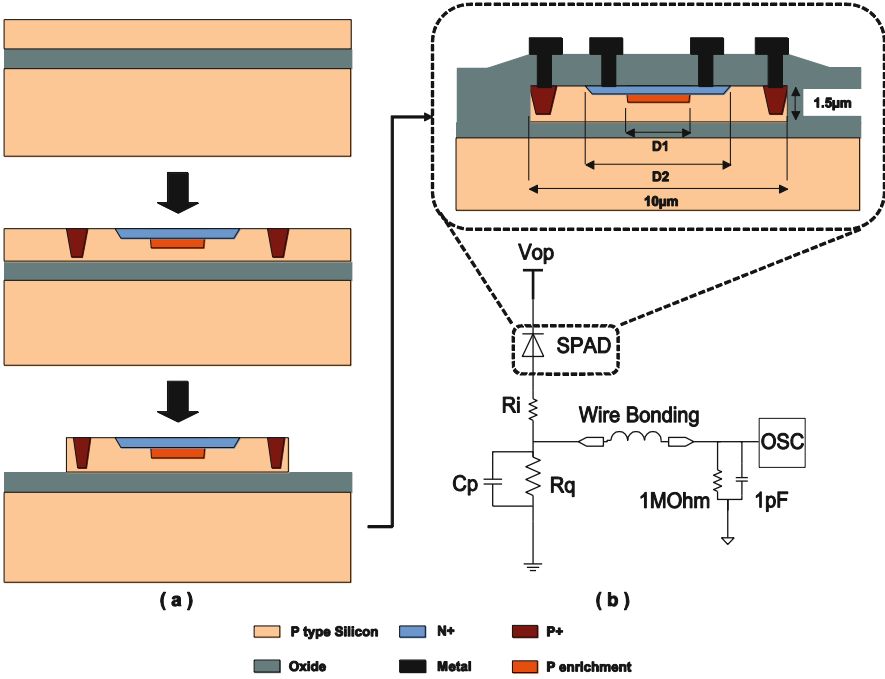 1.5µm
D1
D2
10µm
Vop
SPAD
Ri
Wire Bonding
OSC
Cp
Rq
1MOhm
1pF
( a )
( b )
P type Silicon
N+
P+
Oxide
Metal
P enrichment